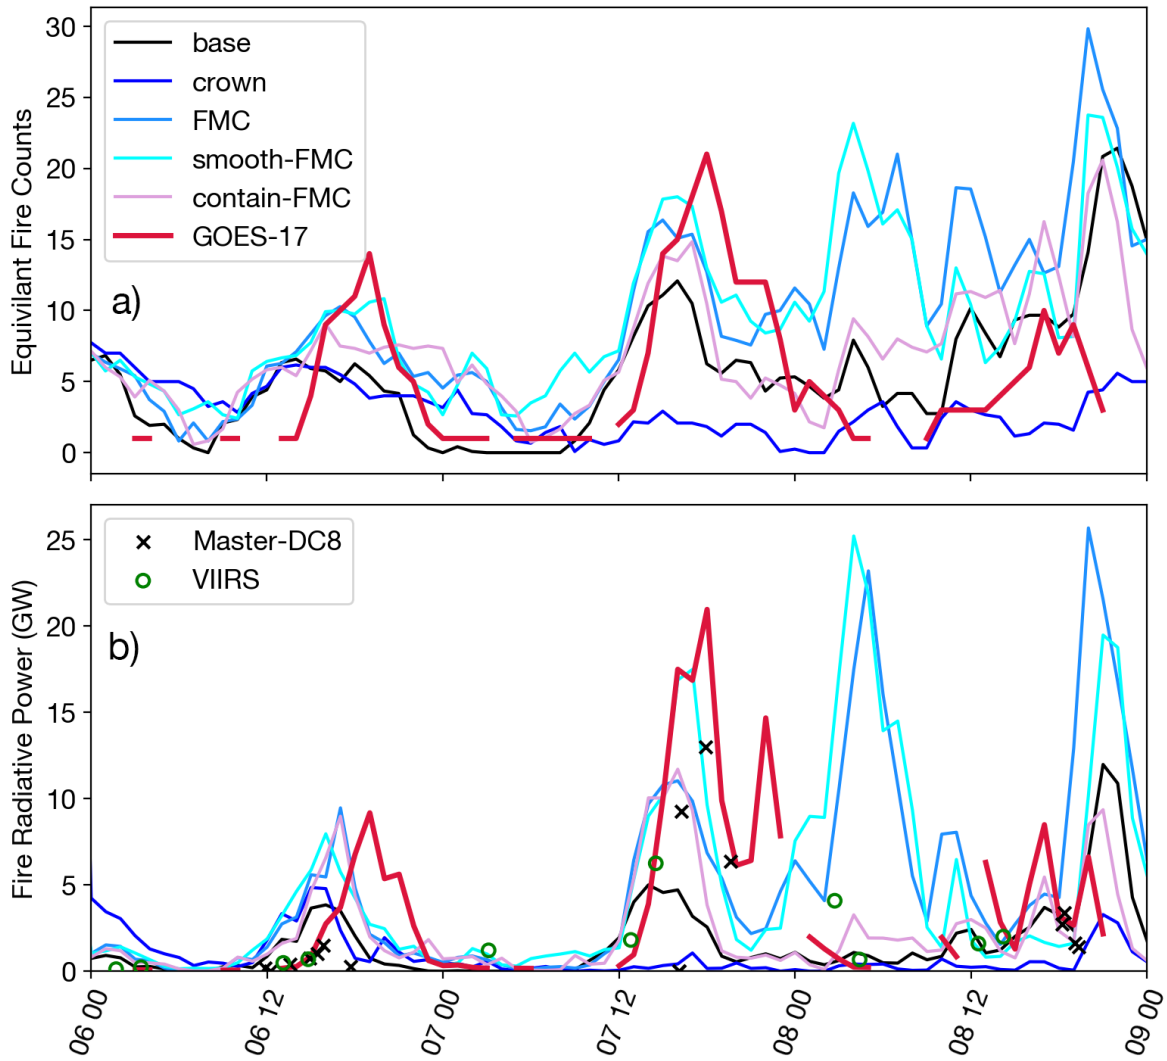 30
25
20
15
10
5
0
Equivilant Fire Counts
base
crown
FMC
smooth-FMC
contain-FMC
GOES-17
a)
25
20
15
10
5
0
Fire Radiative Power (GW)
Master-DC8
VIIRS
b)
06 00
06 12
07 00
07 12
08 00
08 12
09 00